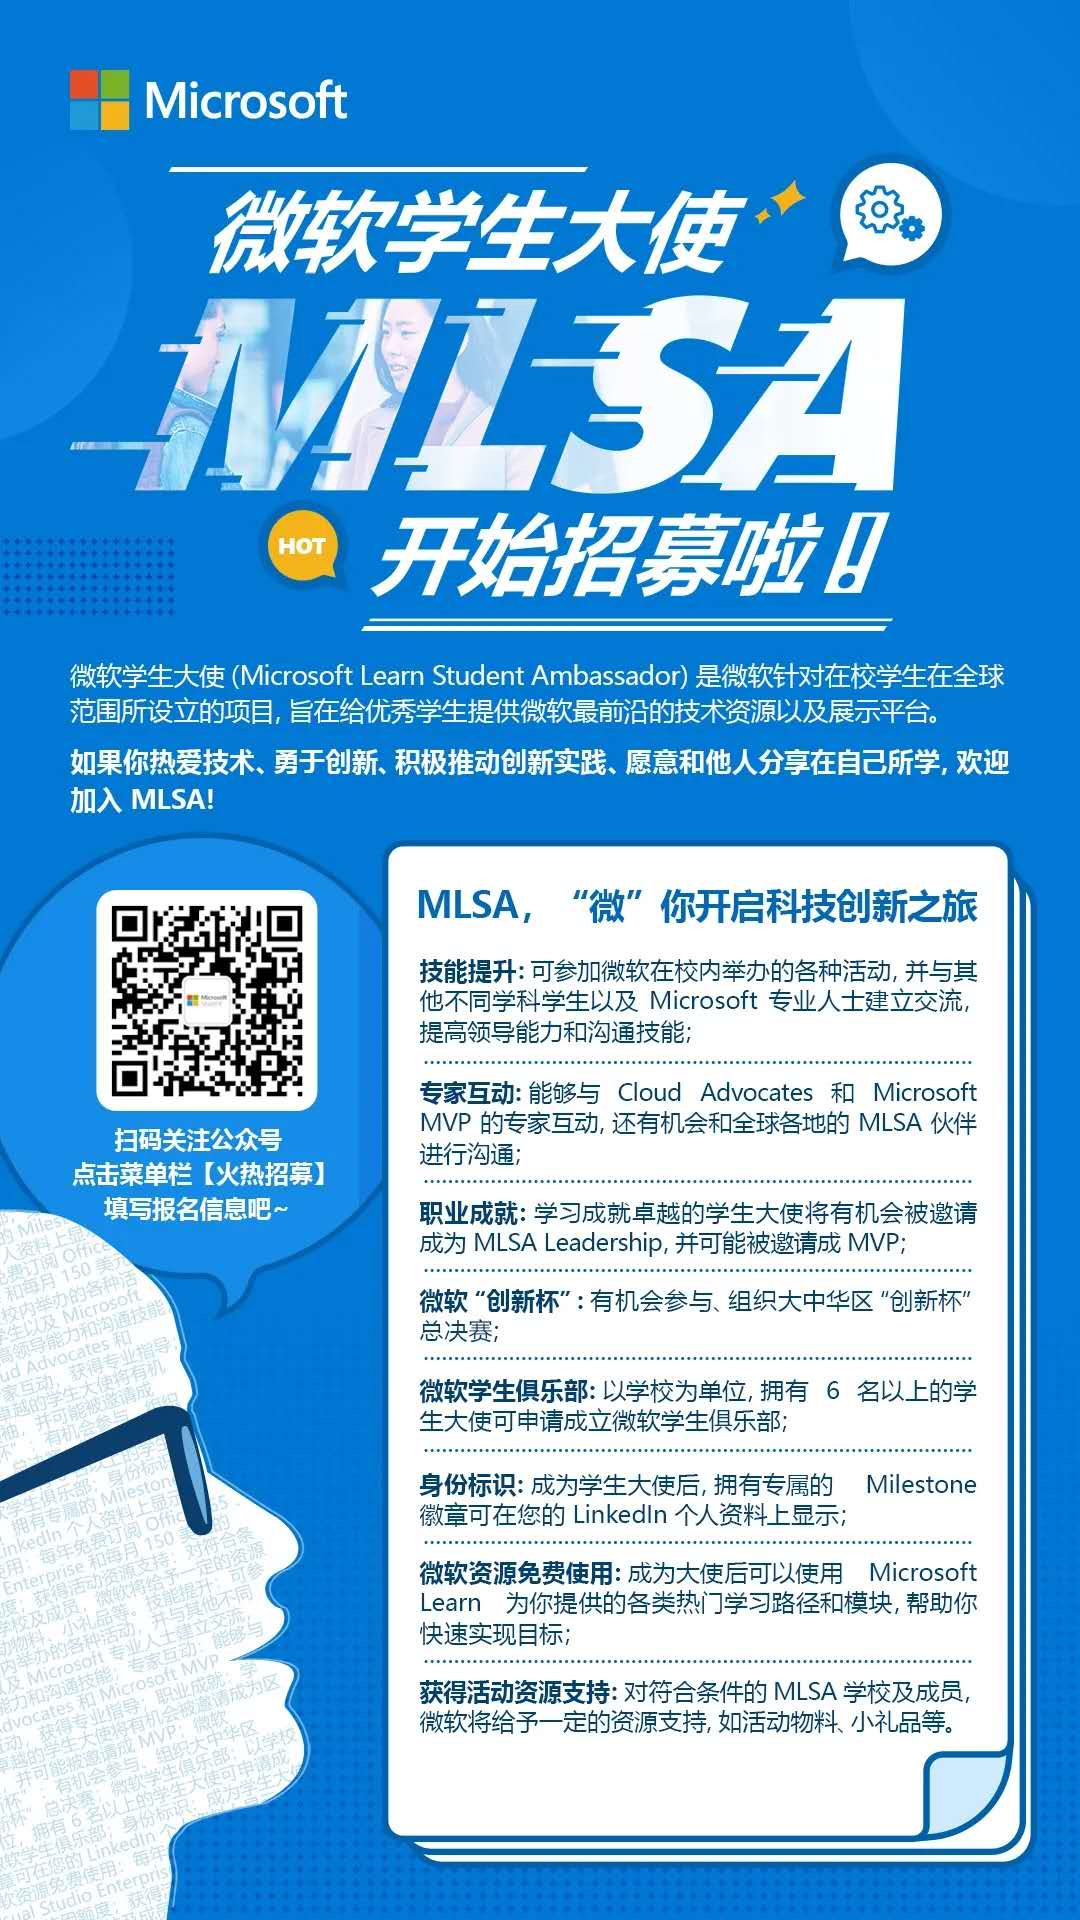 Microsoft
微软学生大使
MLSA
HOT
开始招募啦!
微软学生大使 (Microsoft Learn Student Ambassador) 是微软针对在校学生在全球
范围所设立的项目, 旨在给优秀学生提供微软最前沿的技术资源以及展示平台。
如果你热爱技术、勇于创新、积极推动创新实践、愿意和他人分享在自己所学, 欢迎
加入 MLSA!
Microsoft
扫码关注公众号
点击菜单栏【火热招募】
填写报名信息吧~
MLSA, “微”你开启科技创新之旅
技能提升: 可参加微软在校内举办的各种活动, 并与其
他不同学科学生以及 Microsoft 专业人士建立交流,
提高领导能力和沟通技能;
专家互动: 能够与 Cloud Advocates 和 Microsoft
MVP 的专家互动, 还有机会和全球各地的 MLSA 伙伴
进行沟通;
职业成就: 学习成就卓越的学生大使将有机会被邀请
成为 MLSA Leadership, 并可能被邀请成 MVP;
微软“创新杯”: 有机会参与、组织大中华区“创新杯”
总决赛;
微软学生俱乐部: 以学校为单位, 拥有 6 名以上的学
生大使可申请成立微软学生俱乐部;
身份标识: 成为学生大使后, 拥有专属的 Milestone
徽章可在您的 LinkedIn 个人资料上显示;
微软资源免费使用: 成为大使后可以使用 Microsoft
Learn 为你提供的各类热门学习路径和模块, 帮助你
快速实现目标;
获得活动资源支持: 对符合条件的 MLSA 学校及成员,
微软将给予一定的资源支持, 如活动物料、小礼品等。